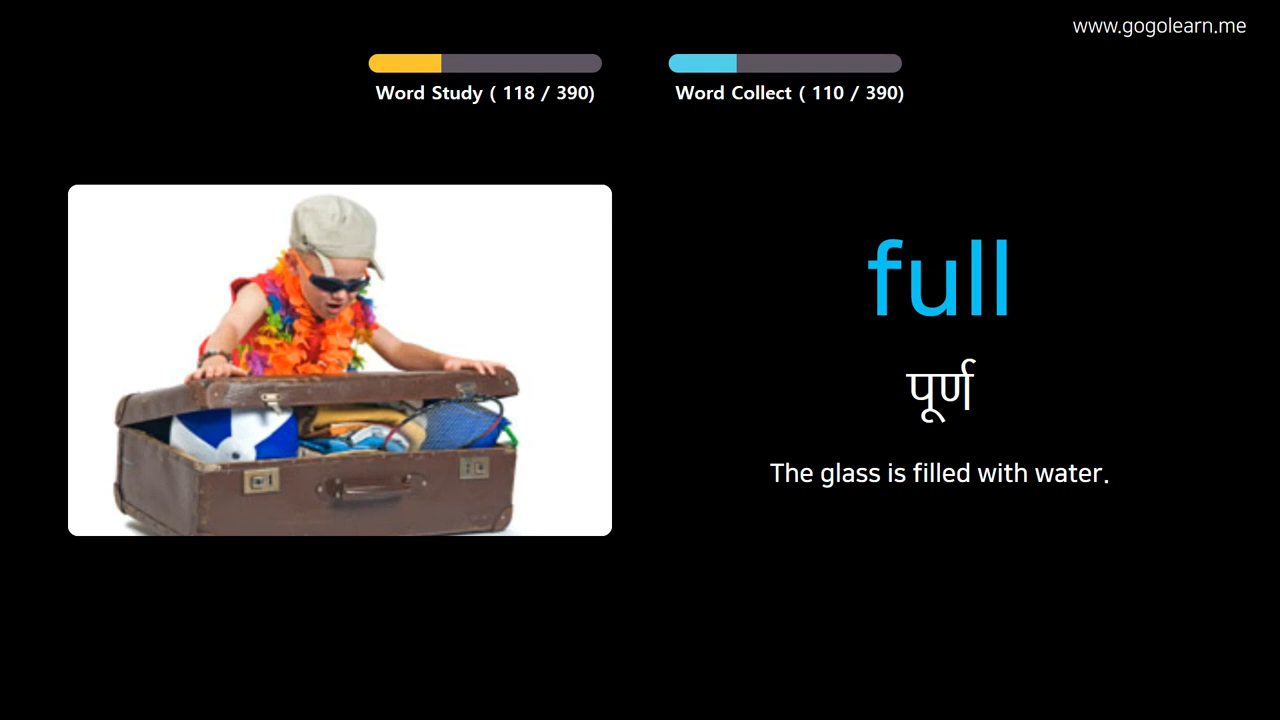 www.gogolearn.me
Word Study ( 118 / 390)
Word Collect ( 110 / 390)
full
पूर्ण
The glass is filled with water.